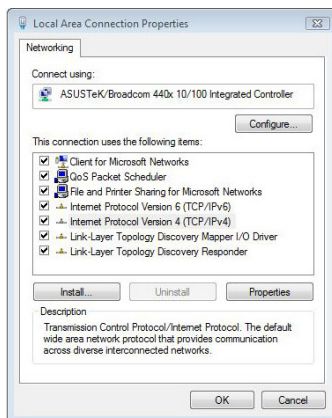 Local Area Connection Properties
Networking
Connect using:
ASUSTeK/Broadcom 440x 10/100 Integrated Controller
Configure...
This connection uses the following items:
Client for Microsoft Networks
QoS Packet Scheduler
File and Printer Sharing for Microsoft Networks
Internet Protocol Version 6 (TCP/IPv6)
Internet Protocol Version 4 (TCP/IPv4)
Link-Layer Topology Discovery Mapper I/O Driver
Link-Layer Topology Discovery Responder
Install... Uninstall Properties
Description
Transmission Control Protocol/Internet Protocol. The default
wide area network protocol that provides communication
across diverse interconnected networks.
OK Cancel